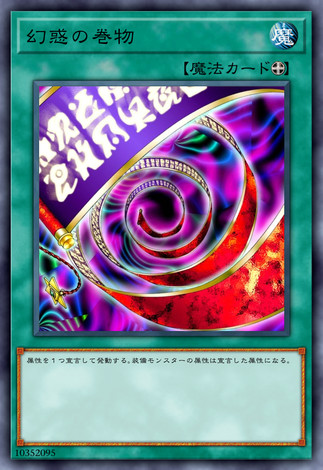 幻惑の巻物
魔
【魔法カード】
属性を1つ宣言して発動する。装備モンスターの属性は宣言した属性になる。
10352095